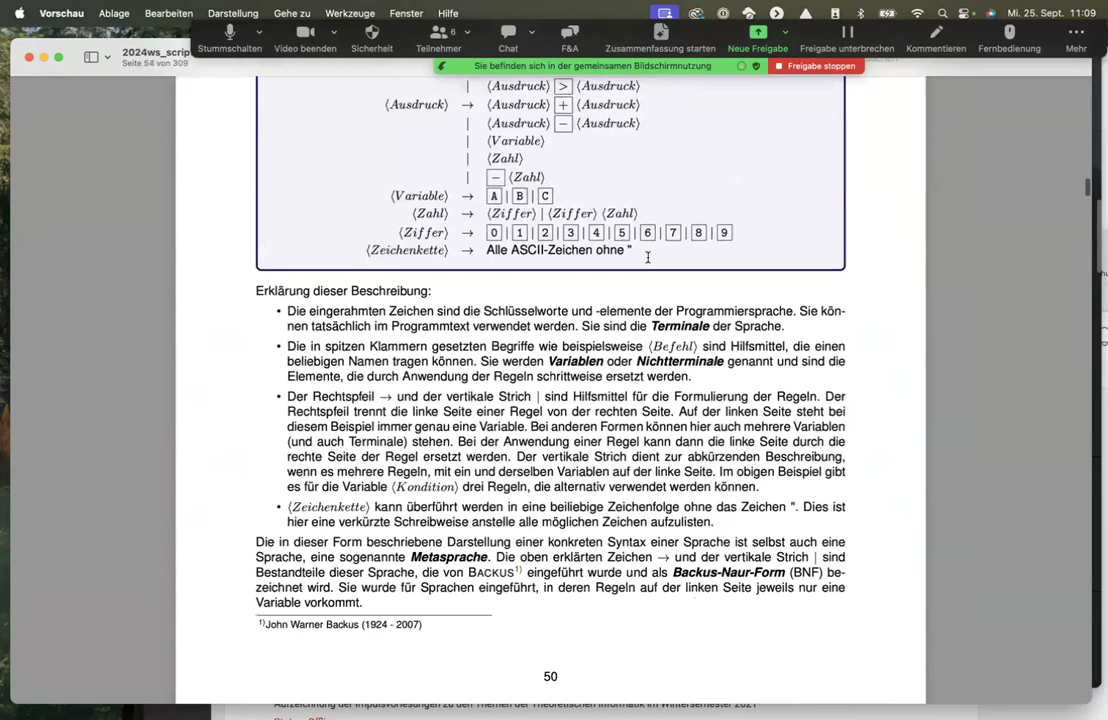 Vorschau Ablage Bearbeiten Darstellung Gehe zu Werkzeuge Fenster Hilfe Mi. 25. Sept. 11:09
6
Stummschalten Video beenden Sicherheit Teilnehmer Chat F&A Zusammenfassung starten Neue Freigabe Freigabe unterbrechen Kommentieren Fernbedienung Mehr
2024ws_scrip
Seite 54 von 309
Sie befinden sich in der gemeinsamen Bildschirmnutzung Freigabe stoppen
| ⟨Ausdruck⟩ > ⟨Ausdruck⟩
⟨Ausdruck⟩ → ⟨Ausdruck⟩ + ⟨Ausdruck⟩
| ⟨Ausdruck⟩ − ⟨Ausdruck⟩
| ⟨Variable⟩
| ⟨Zahl⟩
| − ⟨Zahl⟩
⟨Variable⟩ → A | B | C
⟨Zahl⟩ → ⟨Ziffer⟩ | ⟨Ziffer⟩ ⟨Zahl⟩
⟨Ziffer⟩ → 0 | 1 | 2 | 3 | 4 | 5 | 6 | 7 | 8 | 9
⟨Zeichenkette⟩ → Alle ASCII-Zeichen ohne "
Erklärung dieser Beschreibung:
• Die eingerahmten Zeichen sind die Schlüsselworte und -elemente der Programmiersprache. Sie kön-
nen tatsächlich im Programmtext verwendet werden. Sie sind die Terminale der Sprache.
• Die in spitzen Klammern gesetzten Begriffe wie beispielsweise ⟨Befehl⟩ sind Hilfsmittel, die einen
beliebigen Namen tragen können. Sie werden Variablen oder Nichtterminale genannt und sind die
Elemente, die durch Anwendung der Regeln schrittweise ersetzt werden.
• Der Rechtspfeil → und der vertikale Strich | sind Hilfsmittel für die Formulierung der Regeln. Der
Rechtspfeil trennt die linke Seite einer Regel von der rechten Seite. Auf der linken Seite steht bei
diesem Beispiel immer genau eine Variable. Bei anderen Formen können hier auch mehrere Variablen
(und auch Terminale) stehen. Bei der Anwendung einer Regel kann dann die linke Seite durch die
rechte Seite der Regel ersetzt werden. Der vertikale Strich dient zur abkürzenden Beschreibung,
wenn es mehrere Regeln, mit ein und derselben Variablen auf der linke Seite. Im obigen Beispiel gibt
es für die Variable ⟨Kondition⟩ drei Regeln, die alternativ verwendet werden können.
• ⟨Zeichenkette⟩ kann überführt werden in eine beiliebige Zeichenfolge ohne das Zeichen ". Dies ist
hier eine verkürzte Schreibweise anstelle alle möglichen Zeichen aufzulisten.
Die in dieser Form beschriebene Darstellung einer konkreten Syntax einer Sprache ist selbst auch eine
Sprache, eine sogenannte Metasprache. Die oben erklärten Zeichen → und der vertikale Strich | sind
Bestandteile dieser Sprache, die von BACKUS1) eingeführt wurde und als Backus-Naur-Form (BNF) be-
zeichnet wird. Sie wurde für Sprachen eingeführt, in deren Regeln auf der linken Seite jeweils nur eine
Variable vorkommt.
1)John Warner Backus (1924 - 2007)
50
Aufzeichnung der Impulsvorlesungen zu den Themen der Theoretischen Informatik im Wintersemester 2021